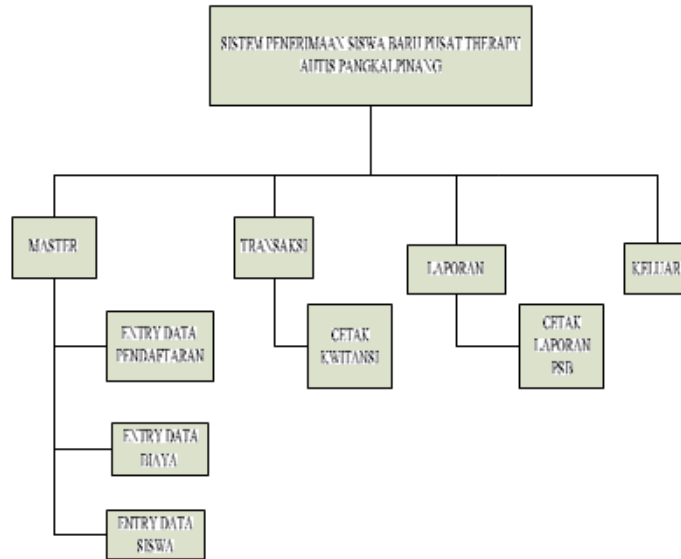 SISTEM PENERIMAAN SISWA BARU PUSAT THERAPY
AUTIS PANGKALPINANG
MASTER
TRANSAKSI
LAPORAN
KELUAR
ENTRY DATA
PENDAFTARAN
CETAK
KWITANSI
CETAK
LAPORAN
PSB
ENTRY DATA
BIAYA
ENTRY DATA
SISWA